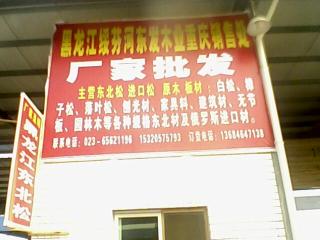 黑龙江绥芬河东发木业重庆销售处
厂家批发
主营东北松 进口松 原木 板材:白松、樟
子松、落叶松、刨光材、家具料、建筑材、无节
板、园林木等各种规格东北材及俄罗斯进口材。
联系电话:023-65621196 15320575793 订货电话:13684647138
黑龙江东北松